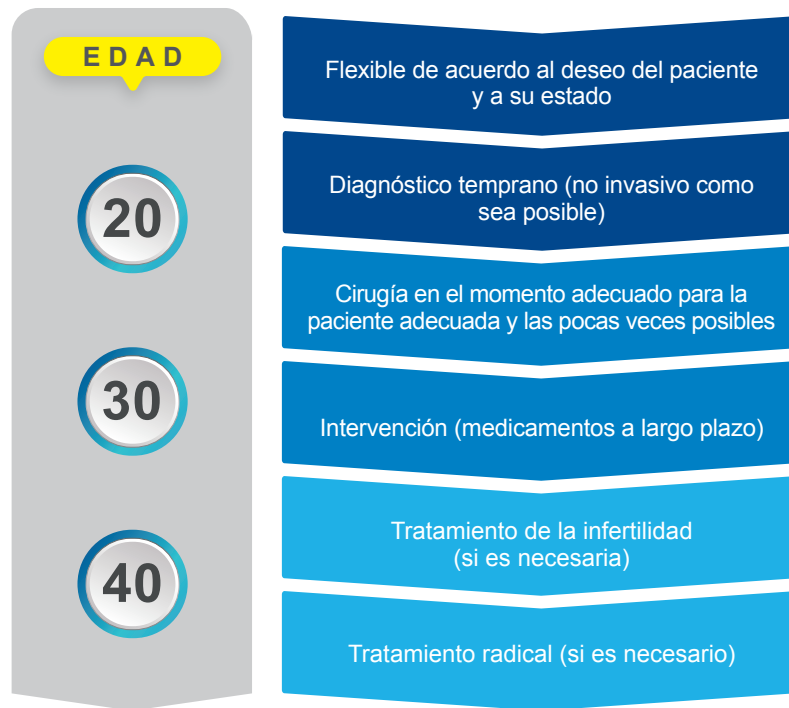 EDAD
20
30
40
Flexible de acuerdo al deseo del paciente
y a su estado
Diagnóstico temprano (no invasivo como
sea posible)
Cirugía en el momento adecuado para la
paciente adecuada y las pocas veces posibles
Intervención (medicamentos a largo plazo)
Tratamiento de la infertilidad
(si es necesaria)
Tratamiento radical (si es necesario)